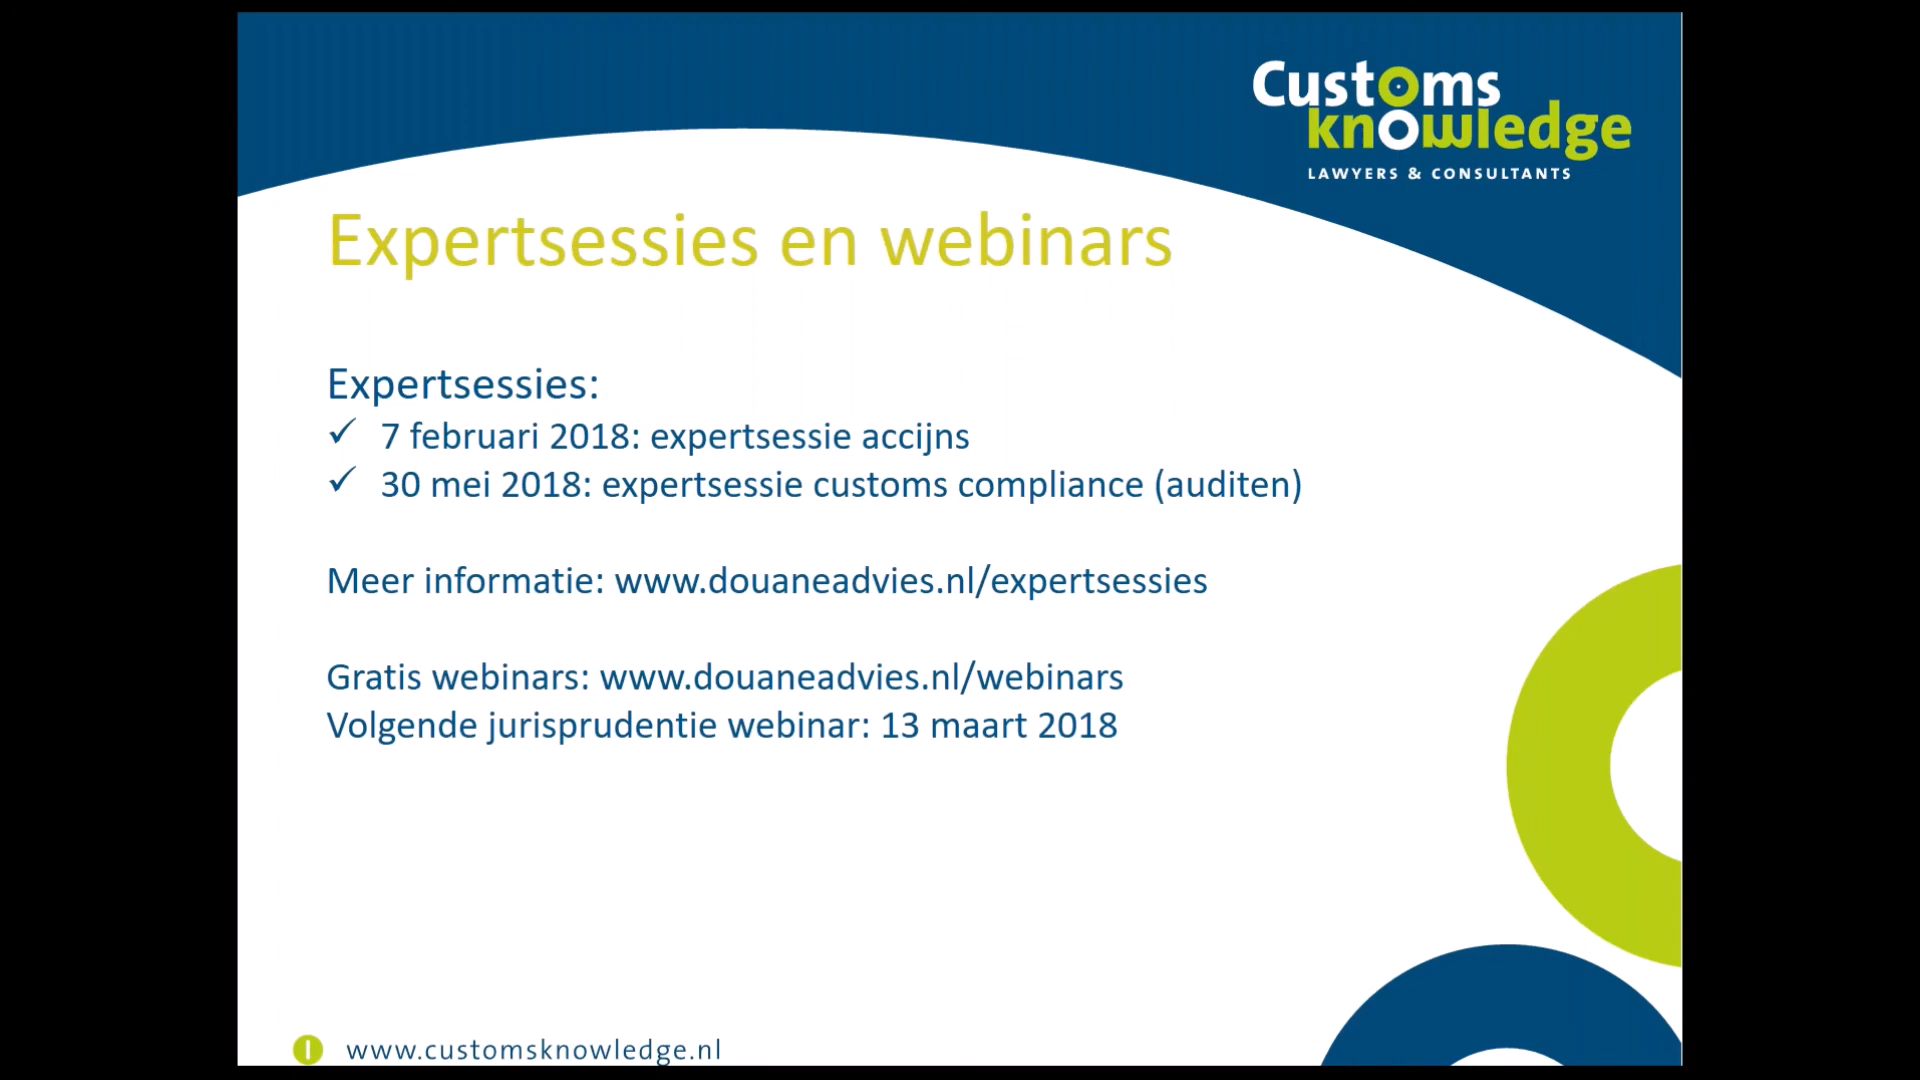 Customs
knowledge
LAWYERS & CONSULTANTS
Expertsessies en webinars
Expertsessies:
✓ 7 februari 2018: expertsessie accijns
✓ 30 mei 2018: expertsessie customs compliance (auditen)
Meer informatie: www.douaneadvies.nl/expertsessies
Gratis webinars: www.douaneadvies.nl/webinars
Volgende jurisprudentie webinar: 13 maart 2018
www.customsknowledge.nl